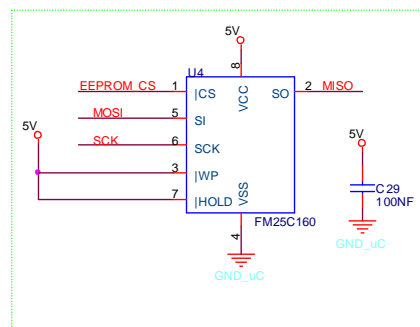 5V
U4
8
EEPROM_CS 1 |CS VCC SO 2 MISO
MOSI 5 SI
5V SCK 6 SCK 5V
3 |WP
7 |HOLD VSS
C29
100NF
FM25C160
4
GND_uC
GND_uC